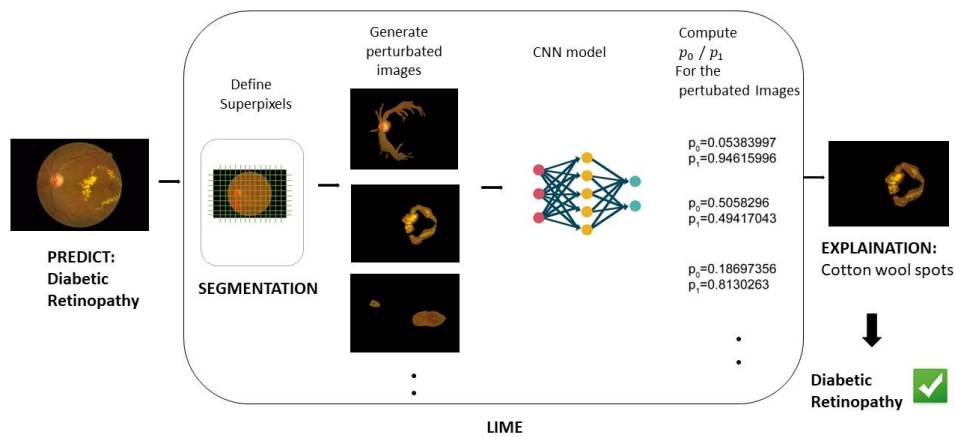 PREDICT:
Diabetic
Retinopathy
Define
Superpixels
SEGMENTATION
Generate
perturbated
images
CNN model
Compute
p₀ / p₁
For the
pertubated Images
p₀=0.05383997
p₁=0.94615996
p₀=0.5058296
p₁=0.49417043
p₀=0.18697356
p₁=0.8130263
LIME
EXPLAINATION:
Cotton wool spots
Diabetic
Retinopathy